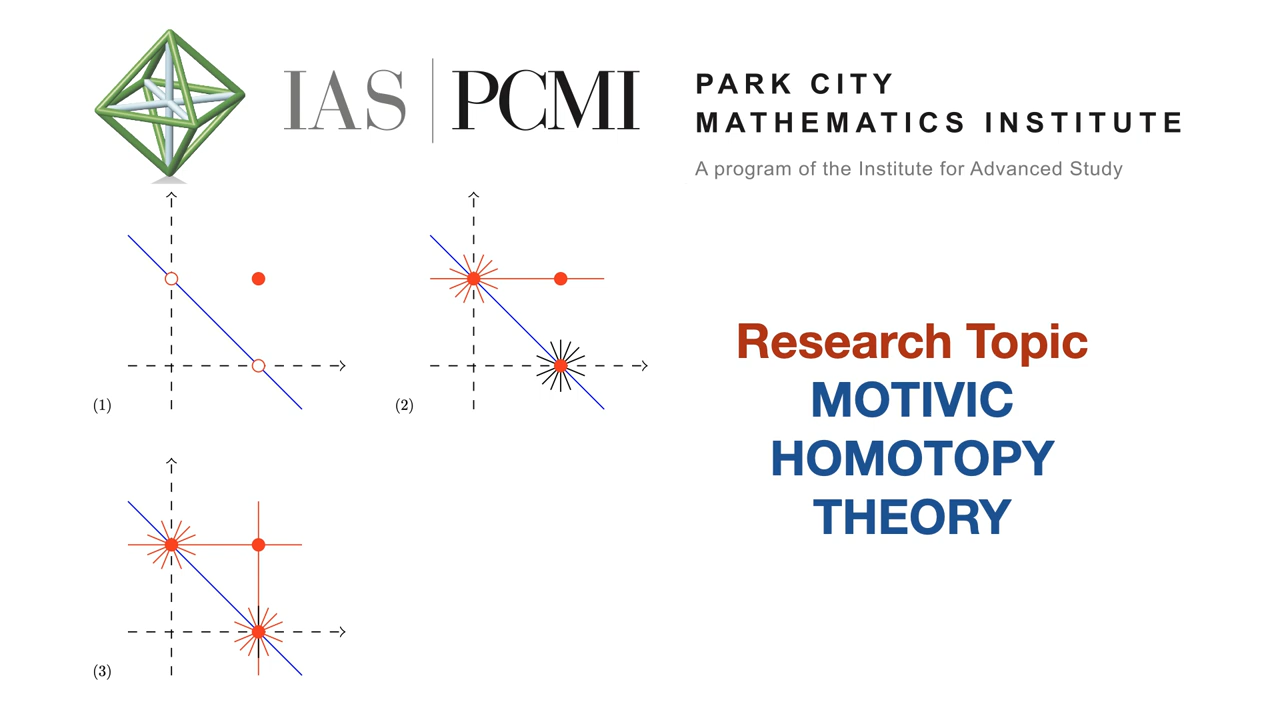 IAS | PCMI
PARK CITY
MATHEMATICS INSTITUTE
A program of the Institute for Advanced Study
(1)
(2)
(3)
Research Topic
MOTIVIC
HOMOTOPY
THEORY